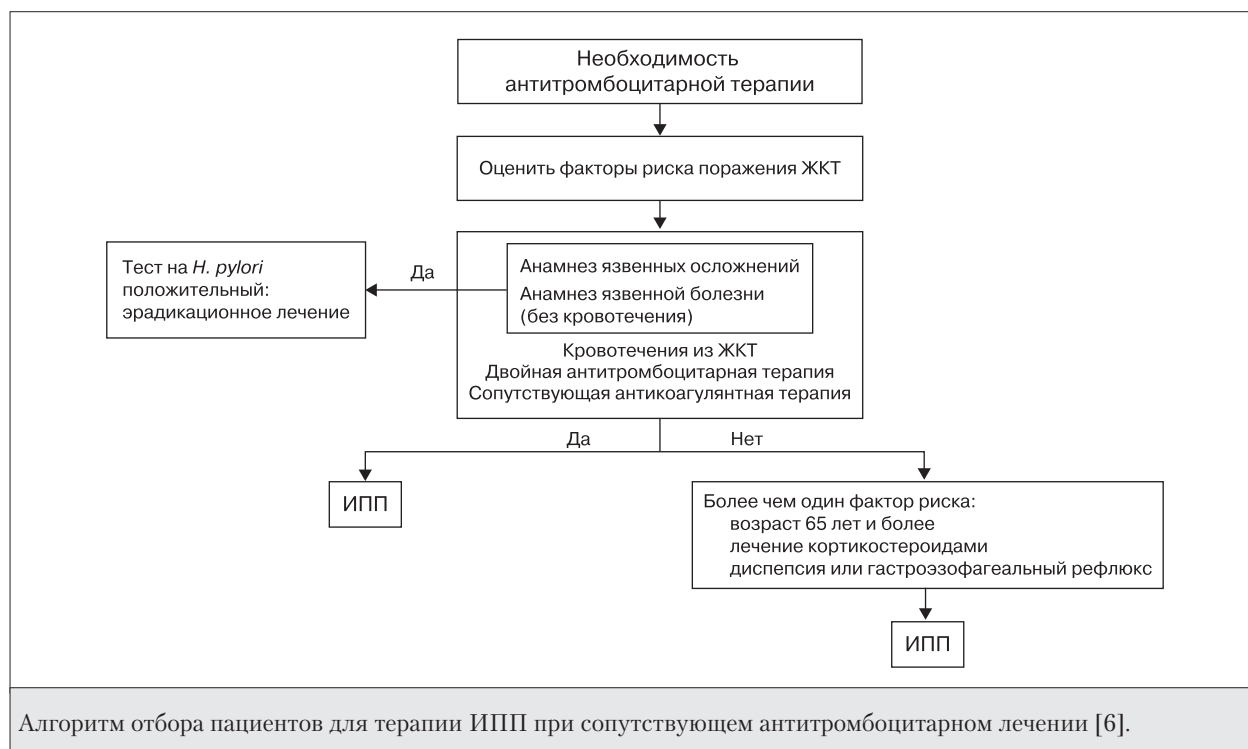 Необходимость
антитромбоцитарной терапии
Оценить факторы риска поражения ЖКТ
Тест на H. pylori
положительный:
эрадикационное лечение
Да
Анамнез язвенных осложнений
Анамнез язвенной болезни
(без кровотечения)
Кровотечения из ЖКТ
Двойная антитромбоцитарная терапия
Сопутствующая антикоагулянтная терапия
Да
Нет
ИПП
Более чем один фактор риска:
возраст 65 лет и более
лечение кортикостероидами
диспепсия или гастроэзофагеальный рефлюкс
ИПП
Алгоритм отбора пациентов для терапии ИПП при сопутствующем антитромбоцитарном лечении [6].